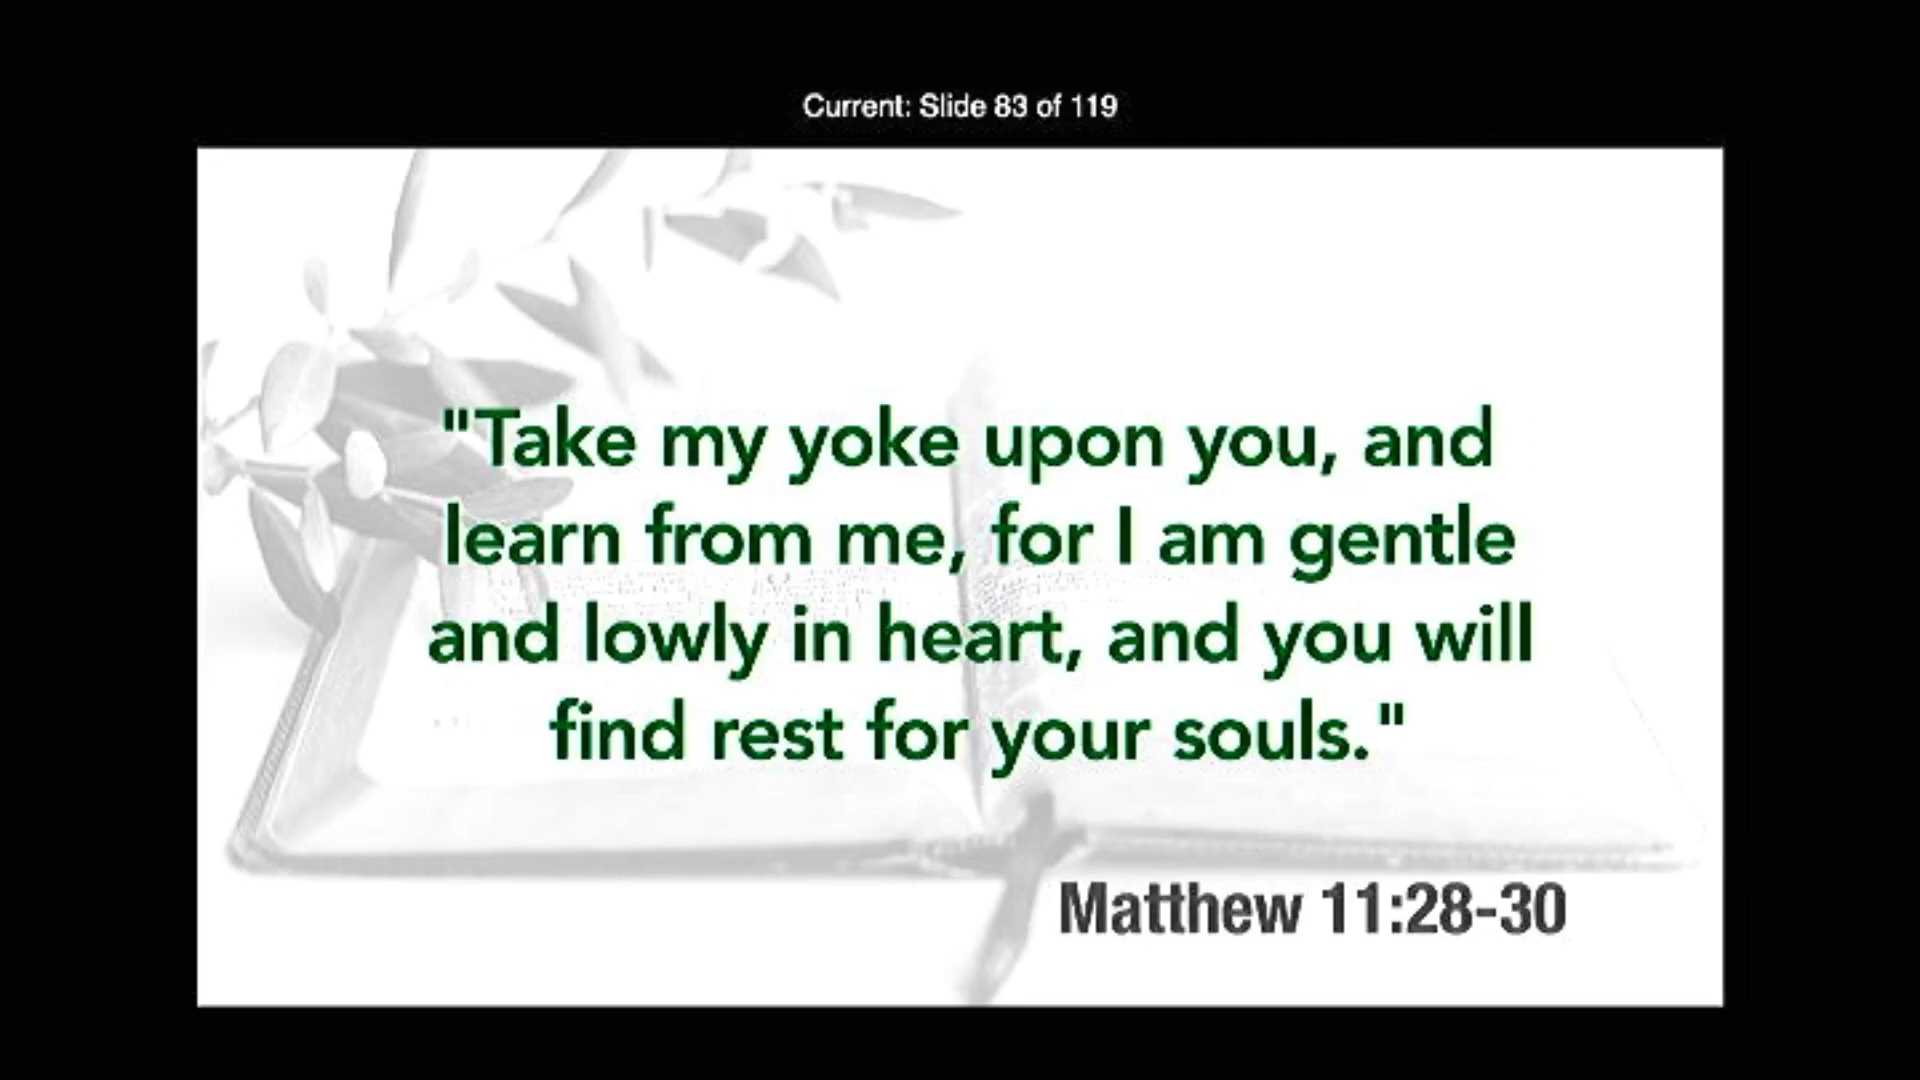 Current: Slide 83 of 119
"Take my yoke upon you, and
learn from me, for I am gentle
and lowly in heart, and you will
find rest for your souls."
Matthew 11:28-30